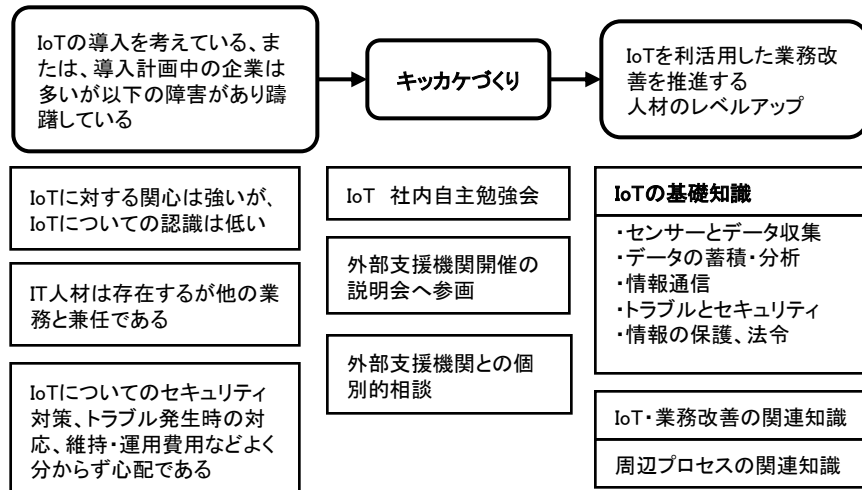 IoTの導入を考えている、ま
たは、導入計画中の企業は
多いが以下の障害があり躊
躇している
キッカケづくり
IoTを利活用した業務改
善を推進する
人材のレベルアップ
IoTに対する関心は強いが、
IoTについての認識は低い
IT人材は存在するが他の業
務と兼任である
IoTについてのセキュリティ
対策、トラブル発生時の対
応、維持・運用費用などよく
分からず心配である
IoT　社内自主勉強会
外部支援機関開催の
説明会へ参画
外部支援機関との個
別的相談
IoTの基礎知識
・センサーとデータ収集
・データの蓄積・分析
・情報通信
・トラブルとセキュリティ
・情報の保護、法令
IoT・業務改善の関連知識
周辺プロセスの関連知識